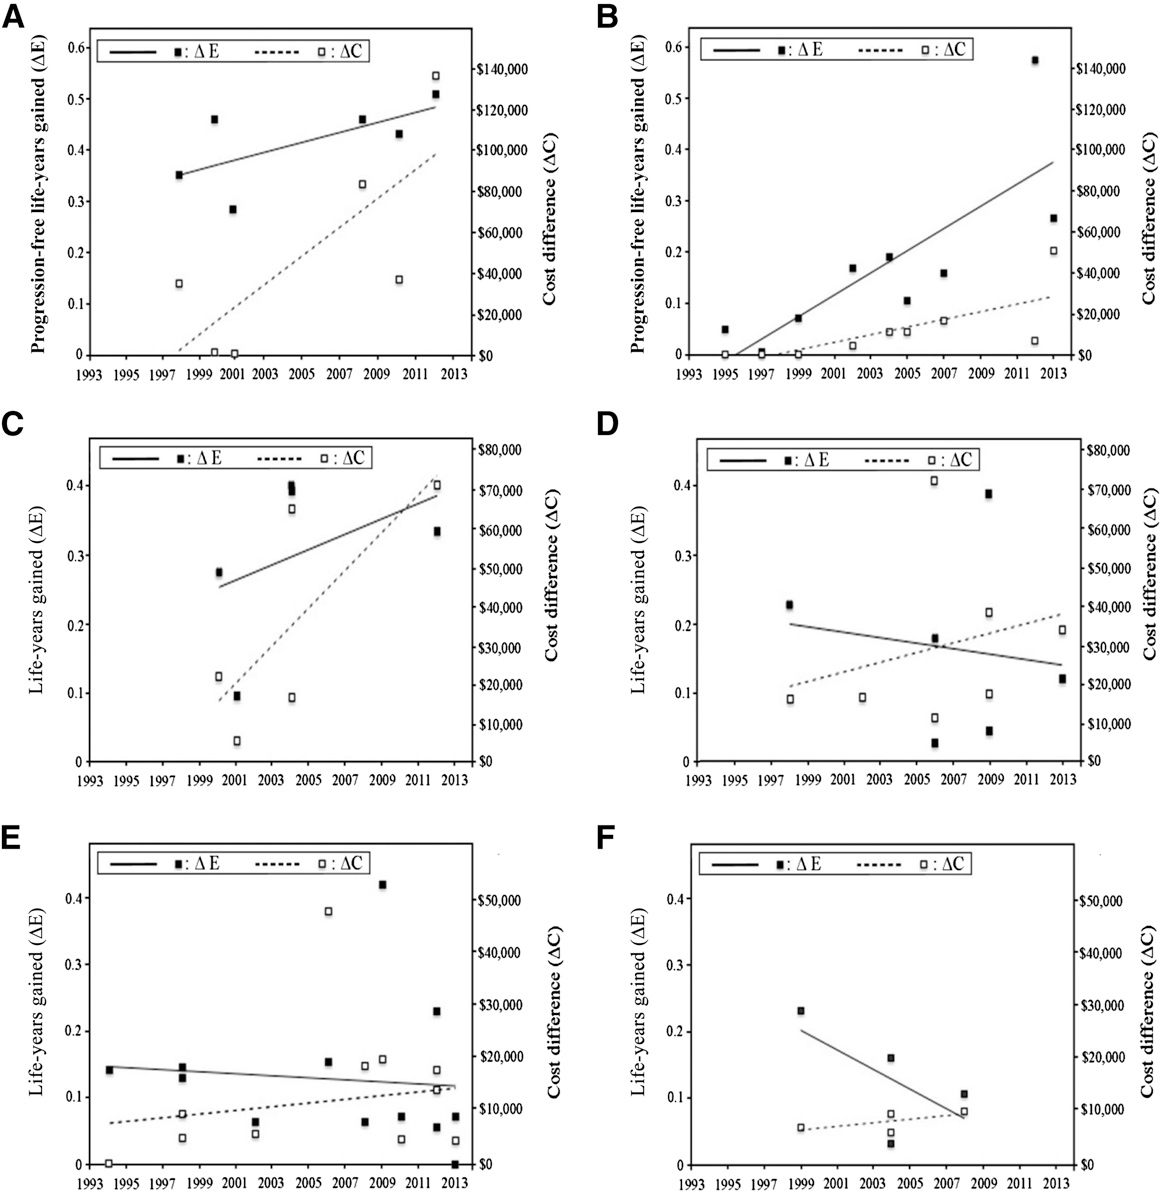 A
■ : Δ E □ : ΔC
Progression-free life-years gained (ΔE)
0.6
0.5
0.4
0.3
0.2
0.1
0
$140,000
$120,000
$100,000
$80,000
$60,000
$40,000
$20,000
$0
Cost difference (ΔC)
1993 1995 1997 1999 2001 2003 2005 2007 2009 2011 2013
B
■ : Δ E □ : ΔC
Progression-free life-years gained (ΔE)
0.6
0.5
0.4
0.3
0.2
0.1
0
$140,000
$120,000
$100,000
$80,000
$60,000
$40,000
$20,000
$0
Cost difference (ΔC)
1993 1995 1997 1999 2001 2003 2005 2007 2009 2011 2013
C
■ : Δ E □ : ΔC
Life-years gained (ΔE)
0.4
0.3
0.2
0.1
0
$80,000
$70,000
$60,000
$50,000
$40,000
$30,000
$20,000
$10,000
$0
Cost difference (ΔC)
1993 1995 1997 1999 2001 2003 2005 2007 2009 2011 2013
D
■ : Δ E □ : ΔC
Life-years gained (ΔE)
0.4
0.3
0.2
0.1
0
$80,000
$70,000
$60,000
$50,000
$40,000
$30,000
$20,000
$10,000
$0
Cost difference (ΔC)
1993 1995 1997 1999 2001 2003 2005 2007 2009 2011 2013
E
■ : Δ E □ : ΔC
Life-years gained (ΔE)
0.4
0.3
0.2
0.1
0
$50,000
$40,000
$30,000
$20,000
$10,000
$0
Cost difference (ΔC)
1993 1995 1997 1999 2001 2003 2005 2007 2009 2011 2013
F
■ : Δ E □ : ΔC
Life-years gained (ΔE)
0.4
0.3
0.2
0.1
0
$50,000
$40,000
$30,000
$20,000
$10,000
$0
Cost difference (ΔC)
1993 1995 1997 1999 2001 2003 2005 2007 2009 2011 2013